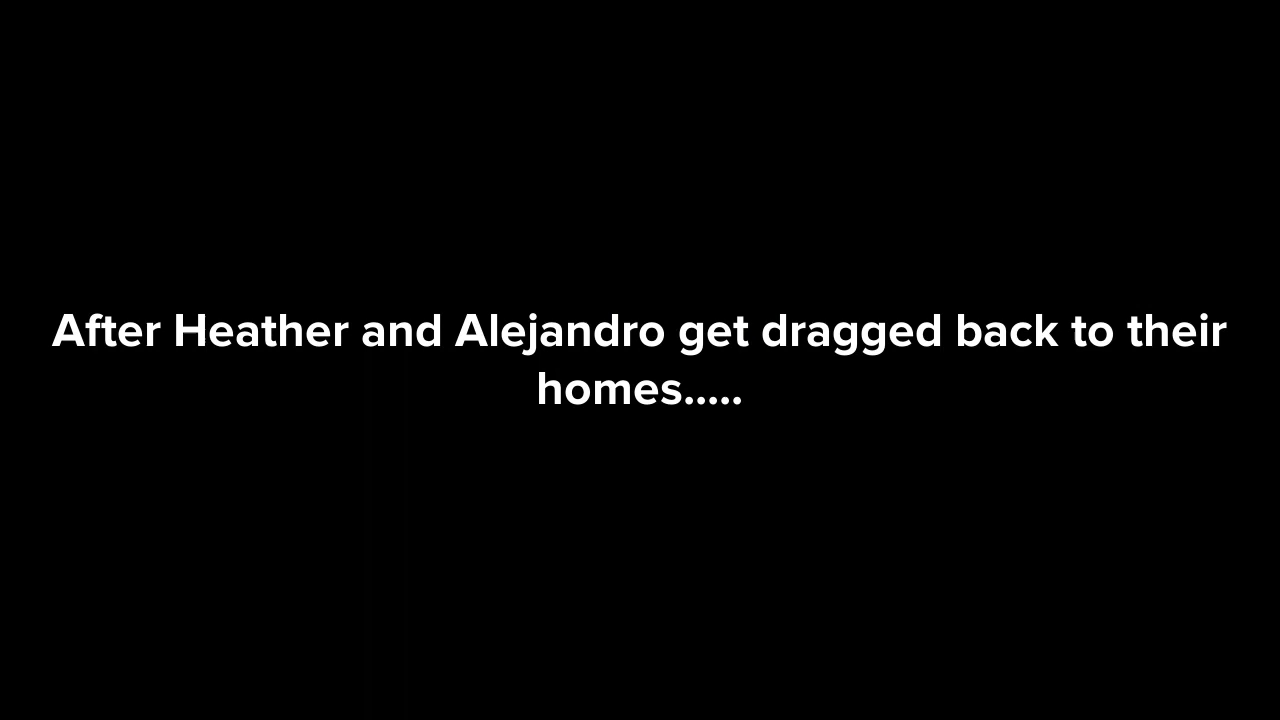 After Heather and Alejandro get dragged back to their
homes.....